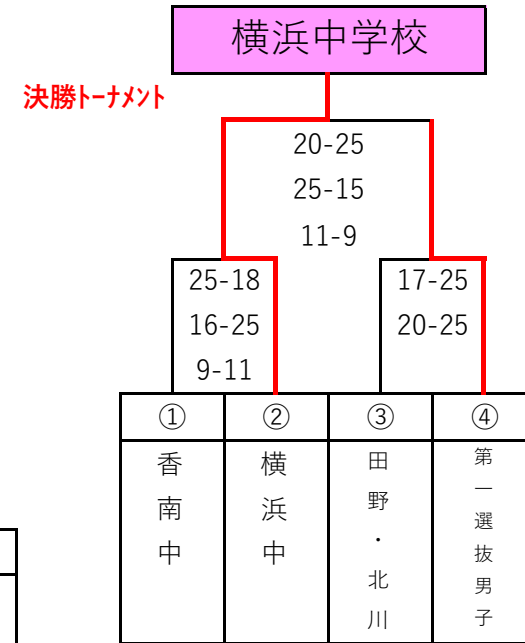 横浜中学校
決勝トーナメント
20-25
25-15
11-9
25-18
16-25
9-11
17-25
20-25
① ② ③ ④
香南中
横浜中
田野・北川
第一選抜男子